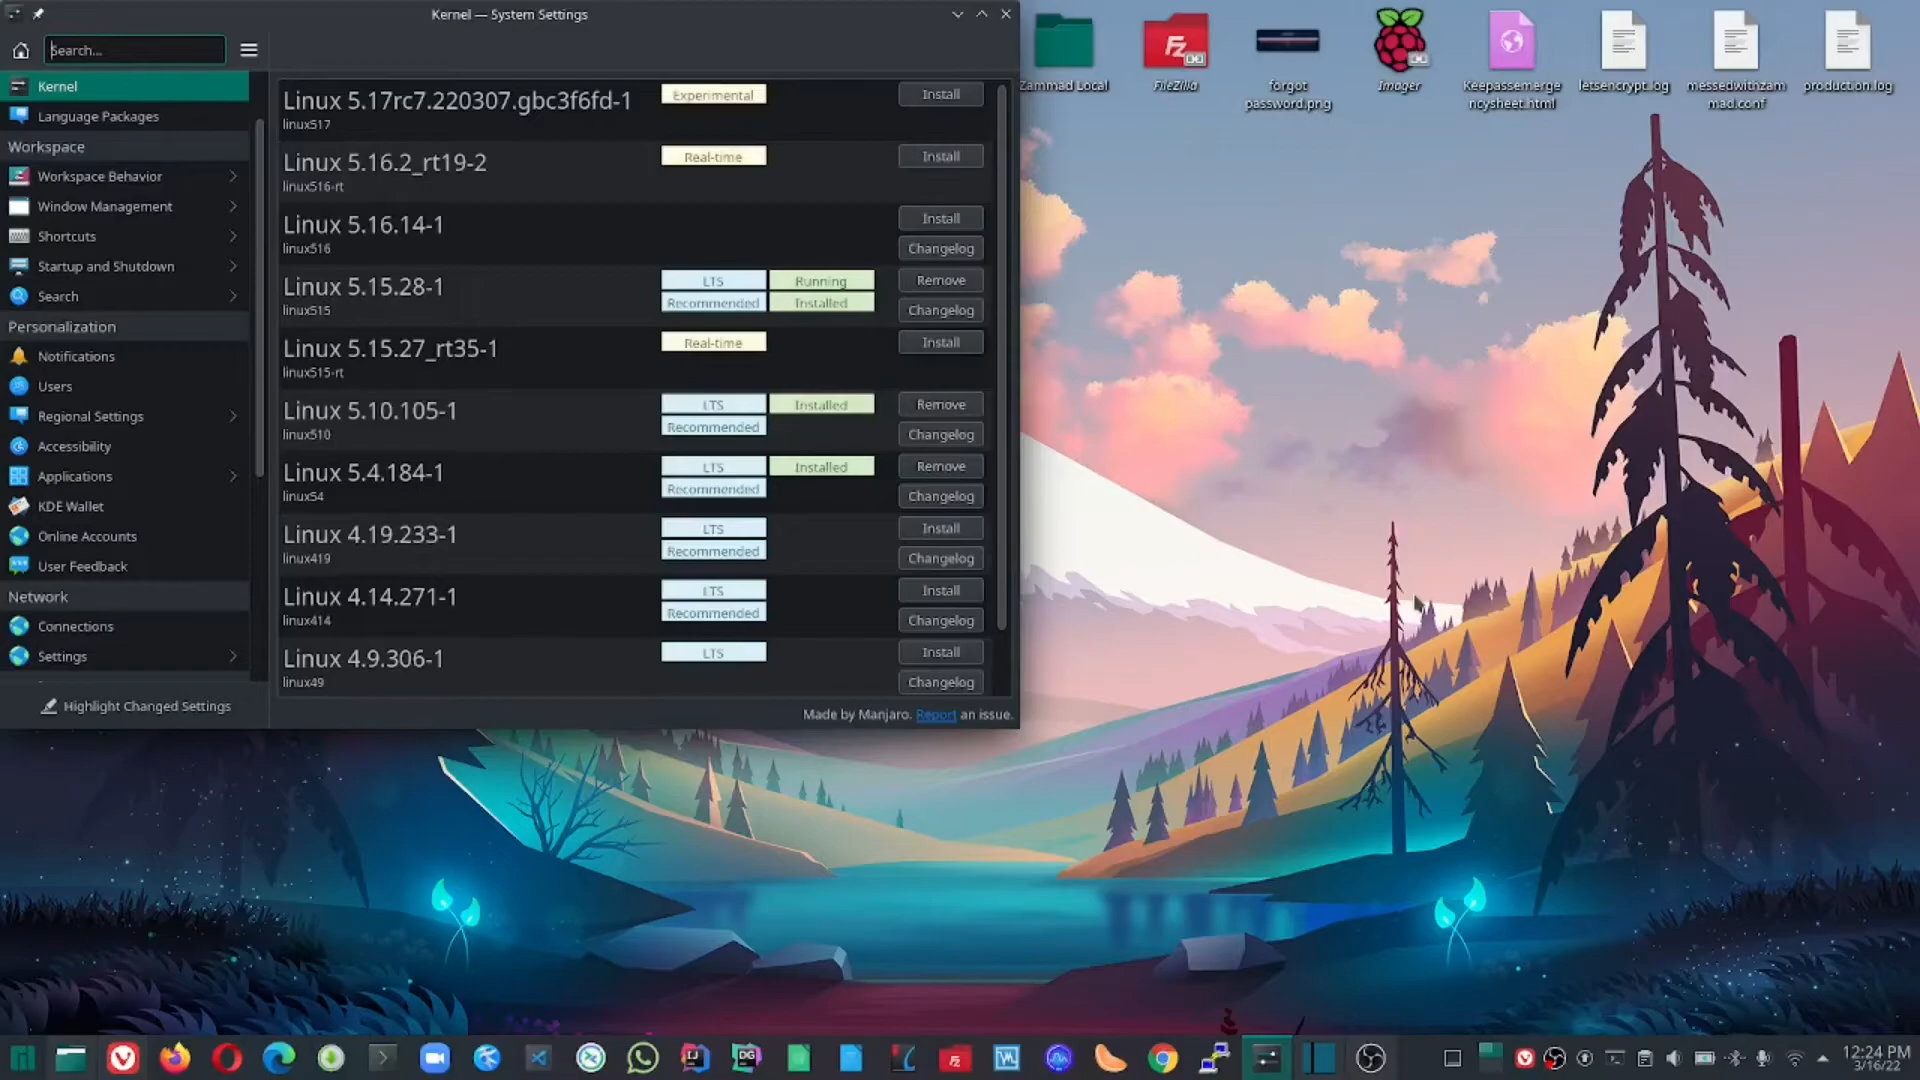 Kernel — System Settings
Search...
Kernel
Language Packages
Workspace
Workspace Behavior
Window Management
Shortcuts
Startup and Shutdown
Search
Personalization
Notifications
Users
Regional Settings
Accessibility
Applications
KDE Wallet
Online Accounts
User Feedback
Network
Connections
Settings
Highlight Changed Settings
Linux 5.17rc7.220307.gbc3f6fd-1
linux517
Experimental
Install
Linux 5.16.2_rt19-2
linux516-rt
Real-time
Install
Linux 5.16.14-1
linux516
Install
Changelog
Linux 5.15.28-1
linux515
LTS
Running
Recommended
Installed
Remove
Changelog
Linux 5.15.27_rt35-1
linux515-rt
Real-time
Install
Linux 5.10.105-1
linux510
LTS
Installed
Recommended
Remove
Changelog
Linux 5.4.184-1
linux54
LTS
Installed
Recommended
Remove
Changelog
Linux 4.19.233-1
linux419
LTS
Recommended
Install
Changelog
Linux 4.14.271-1
linux414
LTS
Recommended
Install
Changelog
Linux 4.9.306-1
linux49
LTS
Install
Changelog
Made by Manjaro. Report an issue.
Zammad Local
FileZilla
forgot
password.png
Imager
Keepassemerge
ncysheet.html
letsencrypt.log
messedwithzam
mad.conf
production.log
Fz
IJ
DG
Fz
12:24 PM
3/16/22